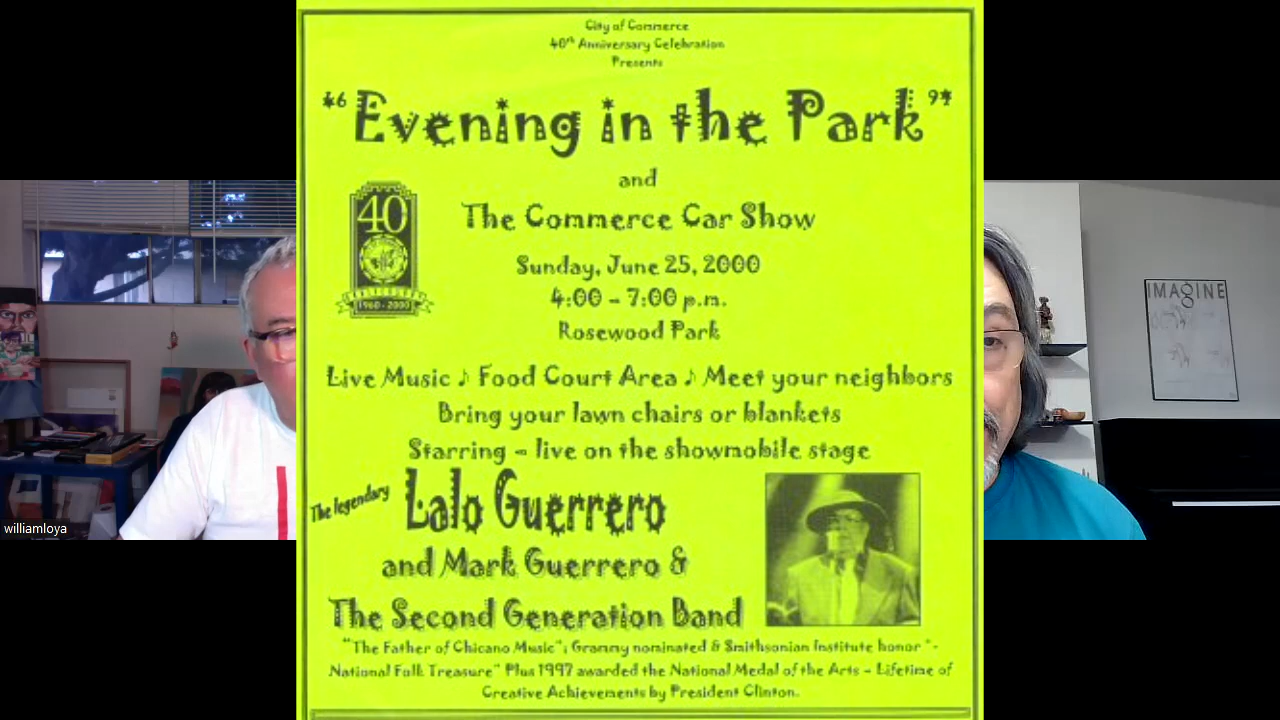 City of Commerce
40th Anniversary Celebration
Presents
"Evening in the Park"
and
The Commerce Car Show
Sunday, June 25, 2000
4:00 – 7:00 p.m.
Rosewood Park
40
1960 - 2000
Live Music ♪ Food Court Area ♪ Meet your neighbors
Bring your lawn chairs or blankets
Starring – live on the showmobile stage
The legendary Lalo Guerrero
and Mark Guerrero &
The Second Generation Band
"The Father of Chicano Music"; Grammy nominated & Smithsonian Institute honor "-
National Folk Treasure" Plus 1997 awarded the National Medal of the Arts – Lifetime of
Creative Achievements by President Clinton.
williamloya
IMAGINE